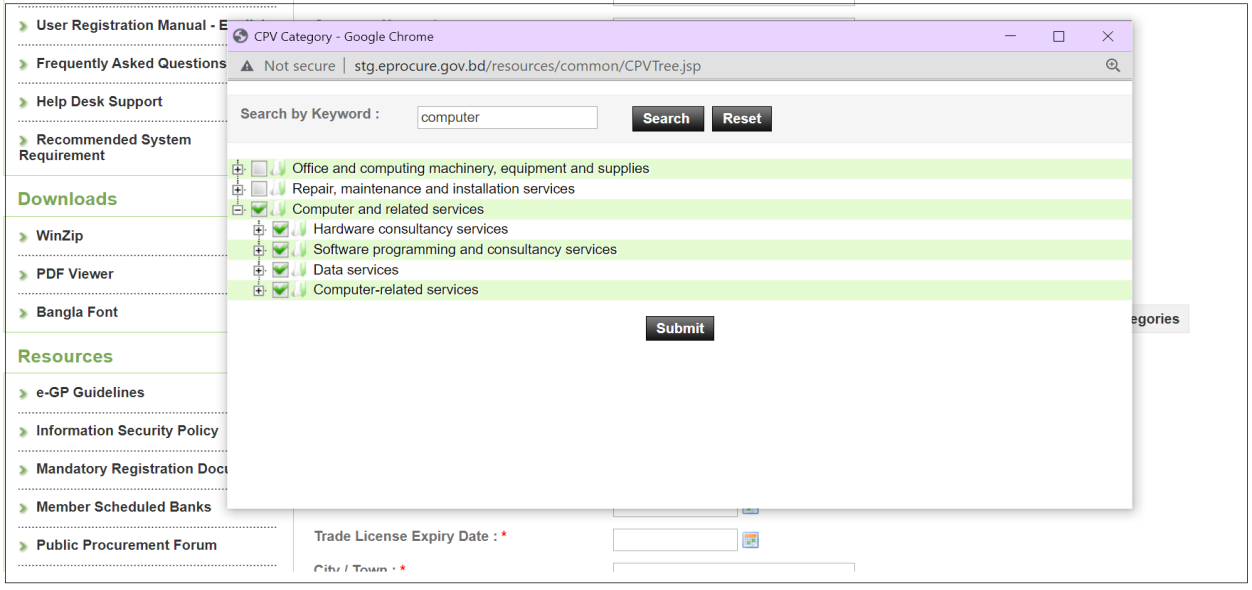 User Registration Manual - E
Frequently Asked Questions
Help Desk Support
Recommended System
Requirement
Downloads
WinZip
PDF Viewer
Bangla Font
Resources
e-GP Guidelines
Information Security Policy
Mandatory Registration Docu
Member Scheduled Banks
Public Procurement Forum
CPV Category - Google Chrome
Not secure | stg.eprocure.gov.bd/resources/common/CPVTree.jsp
Search by Keyword : computer Search Reset
Office and computing machinery, equipment and supplies
Repair, maintenance and installation services
Computer and related services
Hardware consultancy services
Software programming and consultancy services
Data services
Computer-related services
Submit
egories
Trade License Expiry Date : *
City / Town : *